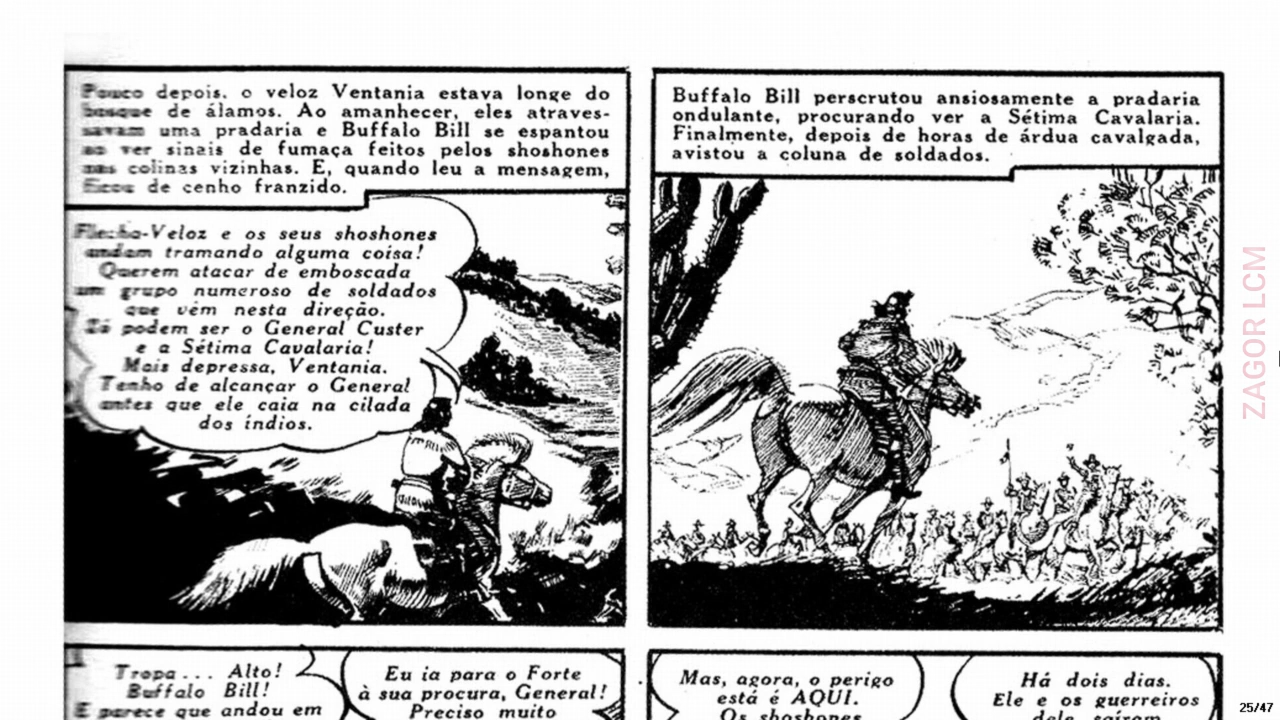 Pouco depois. o veloz Ventania estava longe do
bosque de álamos. Ao amanhecer, eles atraves-
savam uma pradaria e Buffalo Bill se espantou
ao ver sinais de fumaça feitos pelos shoshones
nas colinas vizinhas. E, quando leu a mensagem,
ficou de cenho franzido.
Flecha-Veloz e os seus shoshones
andam tramando alguma coisa!
Querem atacar de emboscada
um grupo numeroso de soldados
que vêm nesta direção.
Só podem ser o General Custer
e a Sétima Cavalaria!
Mais depressa, Ventania.
Tenho de alcançar o General
antes que ele caia na cilada
dos índios.
Buffalo Bill perscrutou ansiosamente a pradaria
ondulante, procurando ver a Sétima Cavalaria.
Finalmente, depois de horas de árdua cavalgada,
avistou a coluna de soldados.
Tropa... Alto!
Buffalo Bill!
E parece que andou em
Eu ia para o Forte
à sua procura, General!
Preciso muito
Mas, agora, o perigo
está é AQUI.
Os shoshones
Há dois dias.
Ele e os guerreiros
dele saíram
ZAGOR LCM
25/47